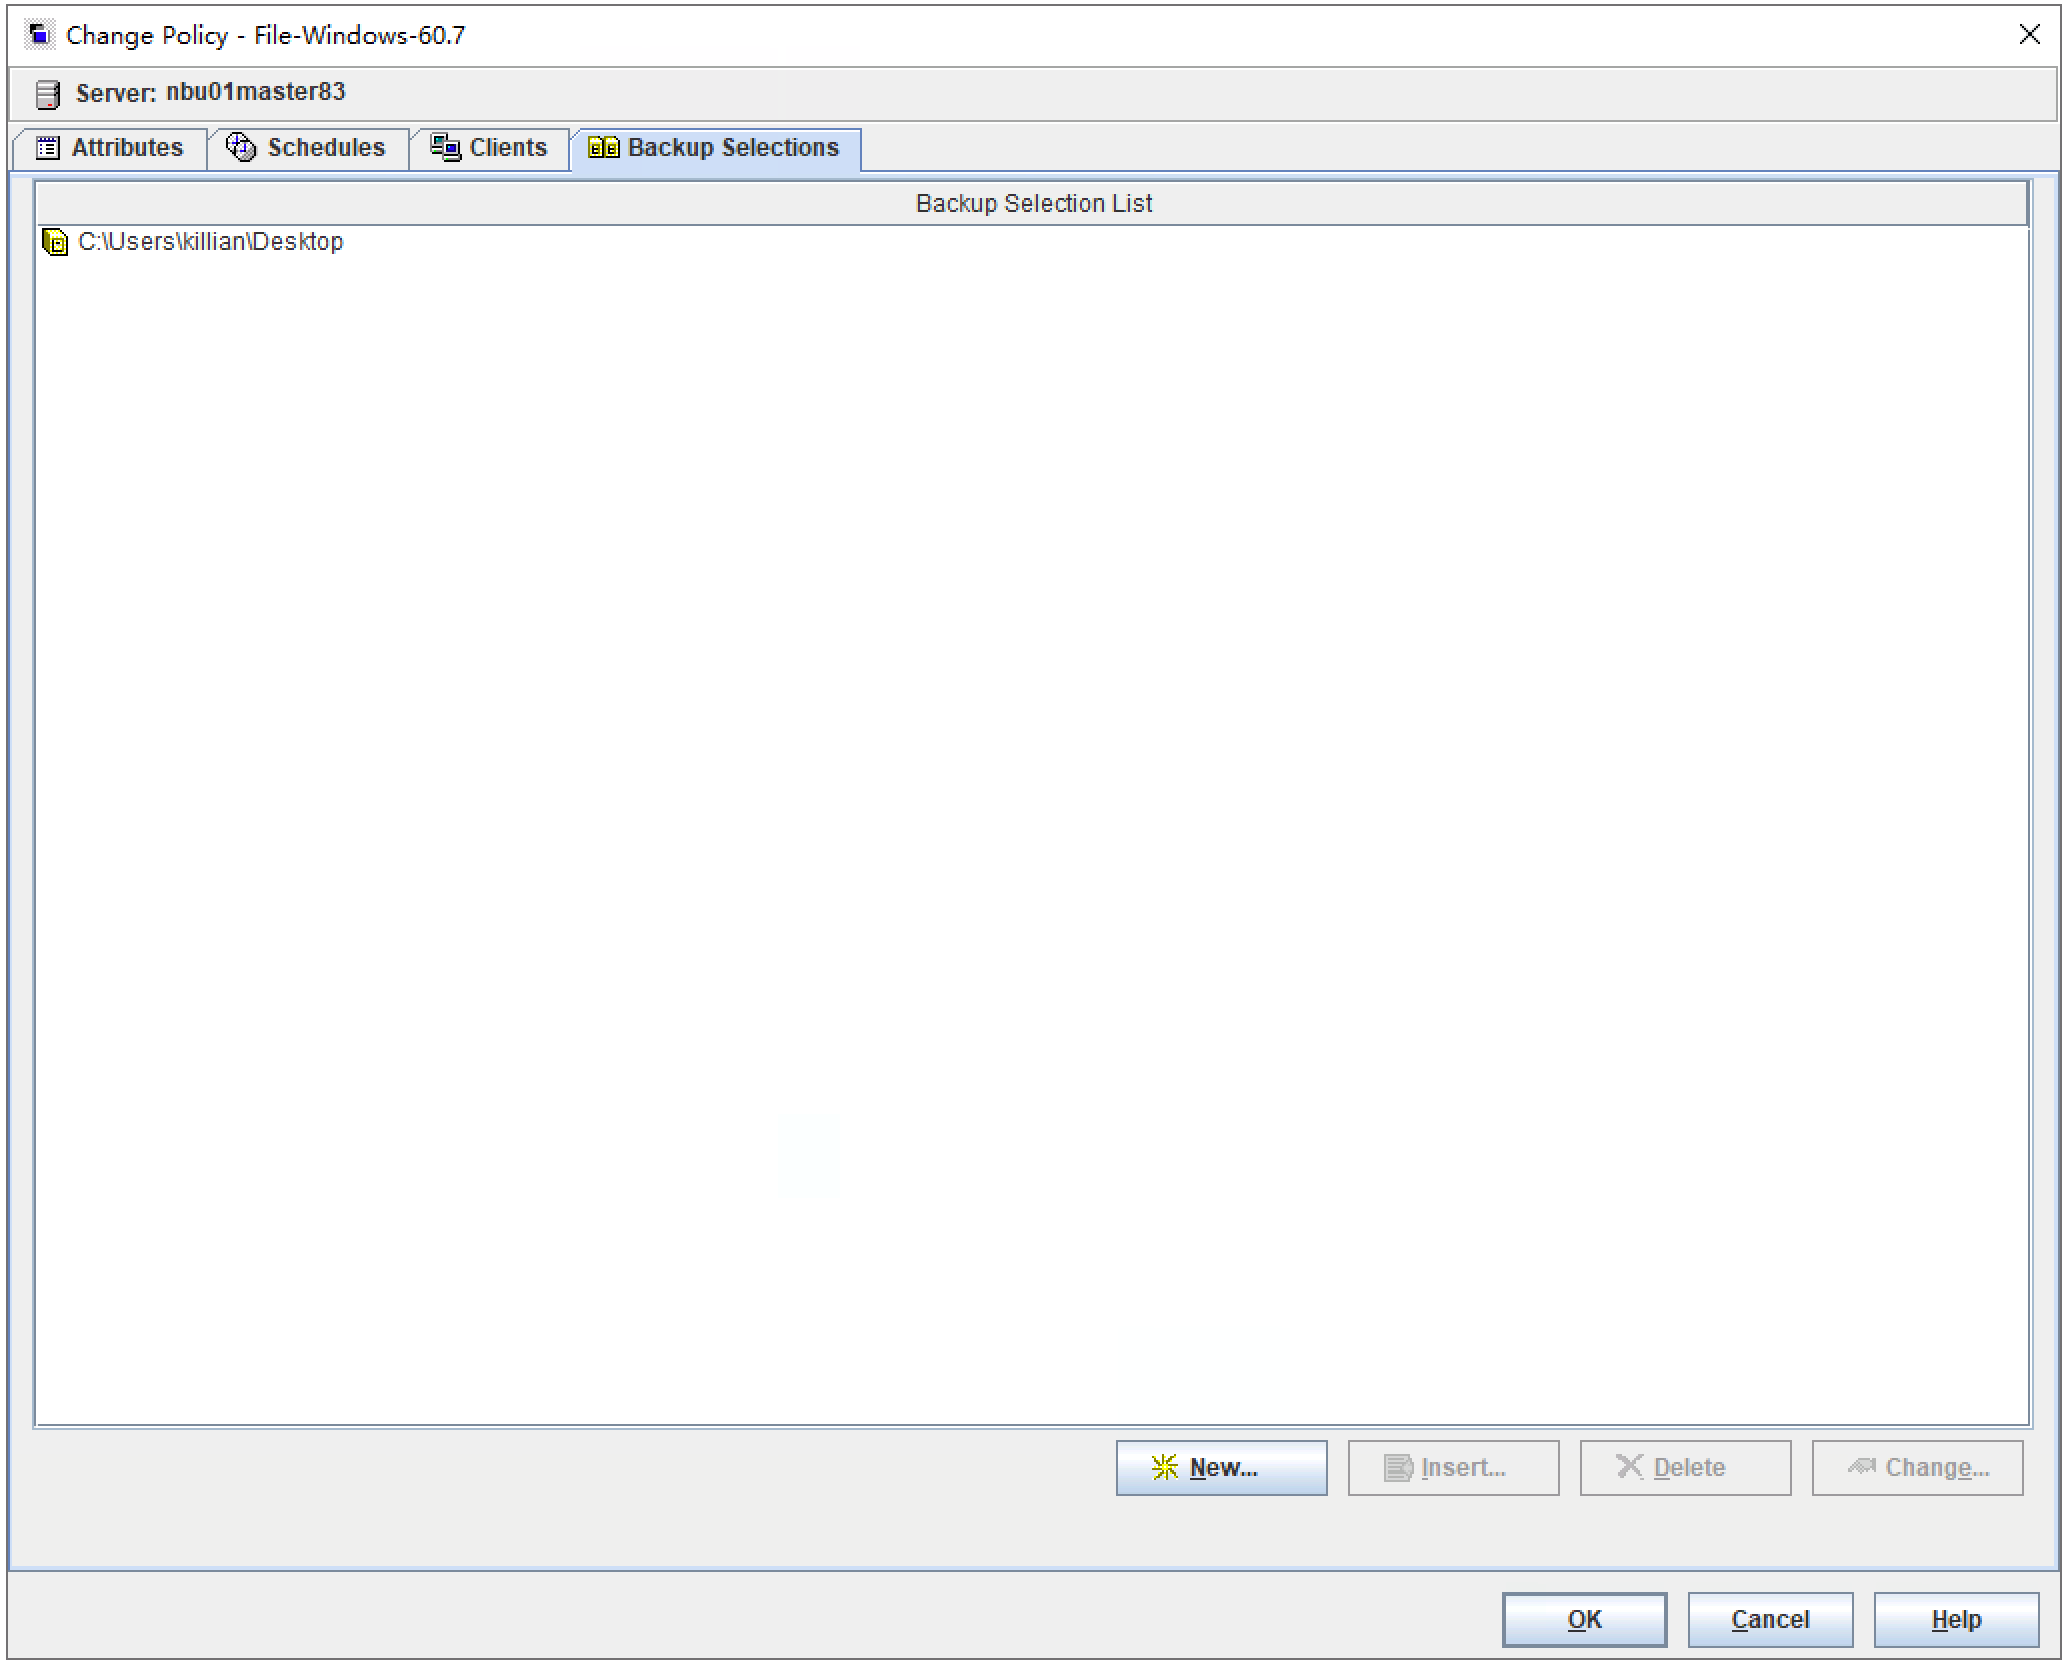 Change Policy - File-Windows-60.7
Server: nbu01master83
Attributes Schedules Clients Backup Selections
Backup Selection List
C:\Users\killian\Desktop
New... Insert... Delete Change...
OK Cancel Help